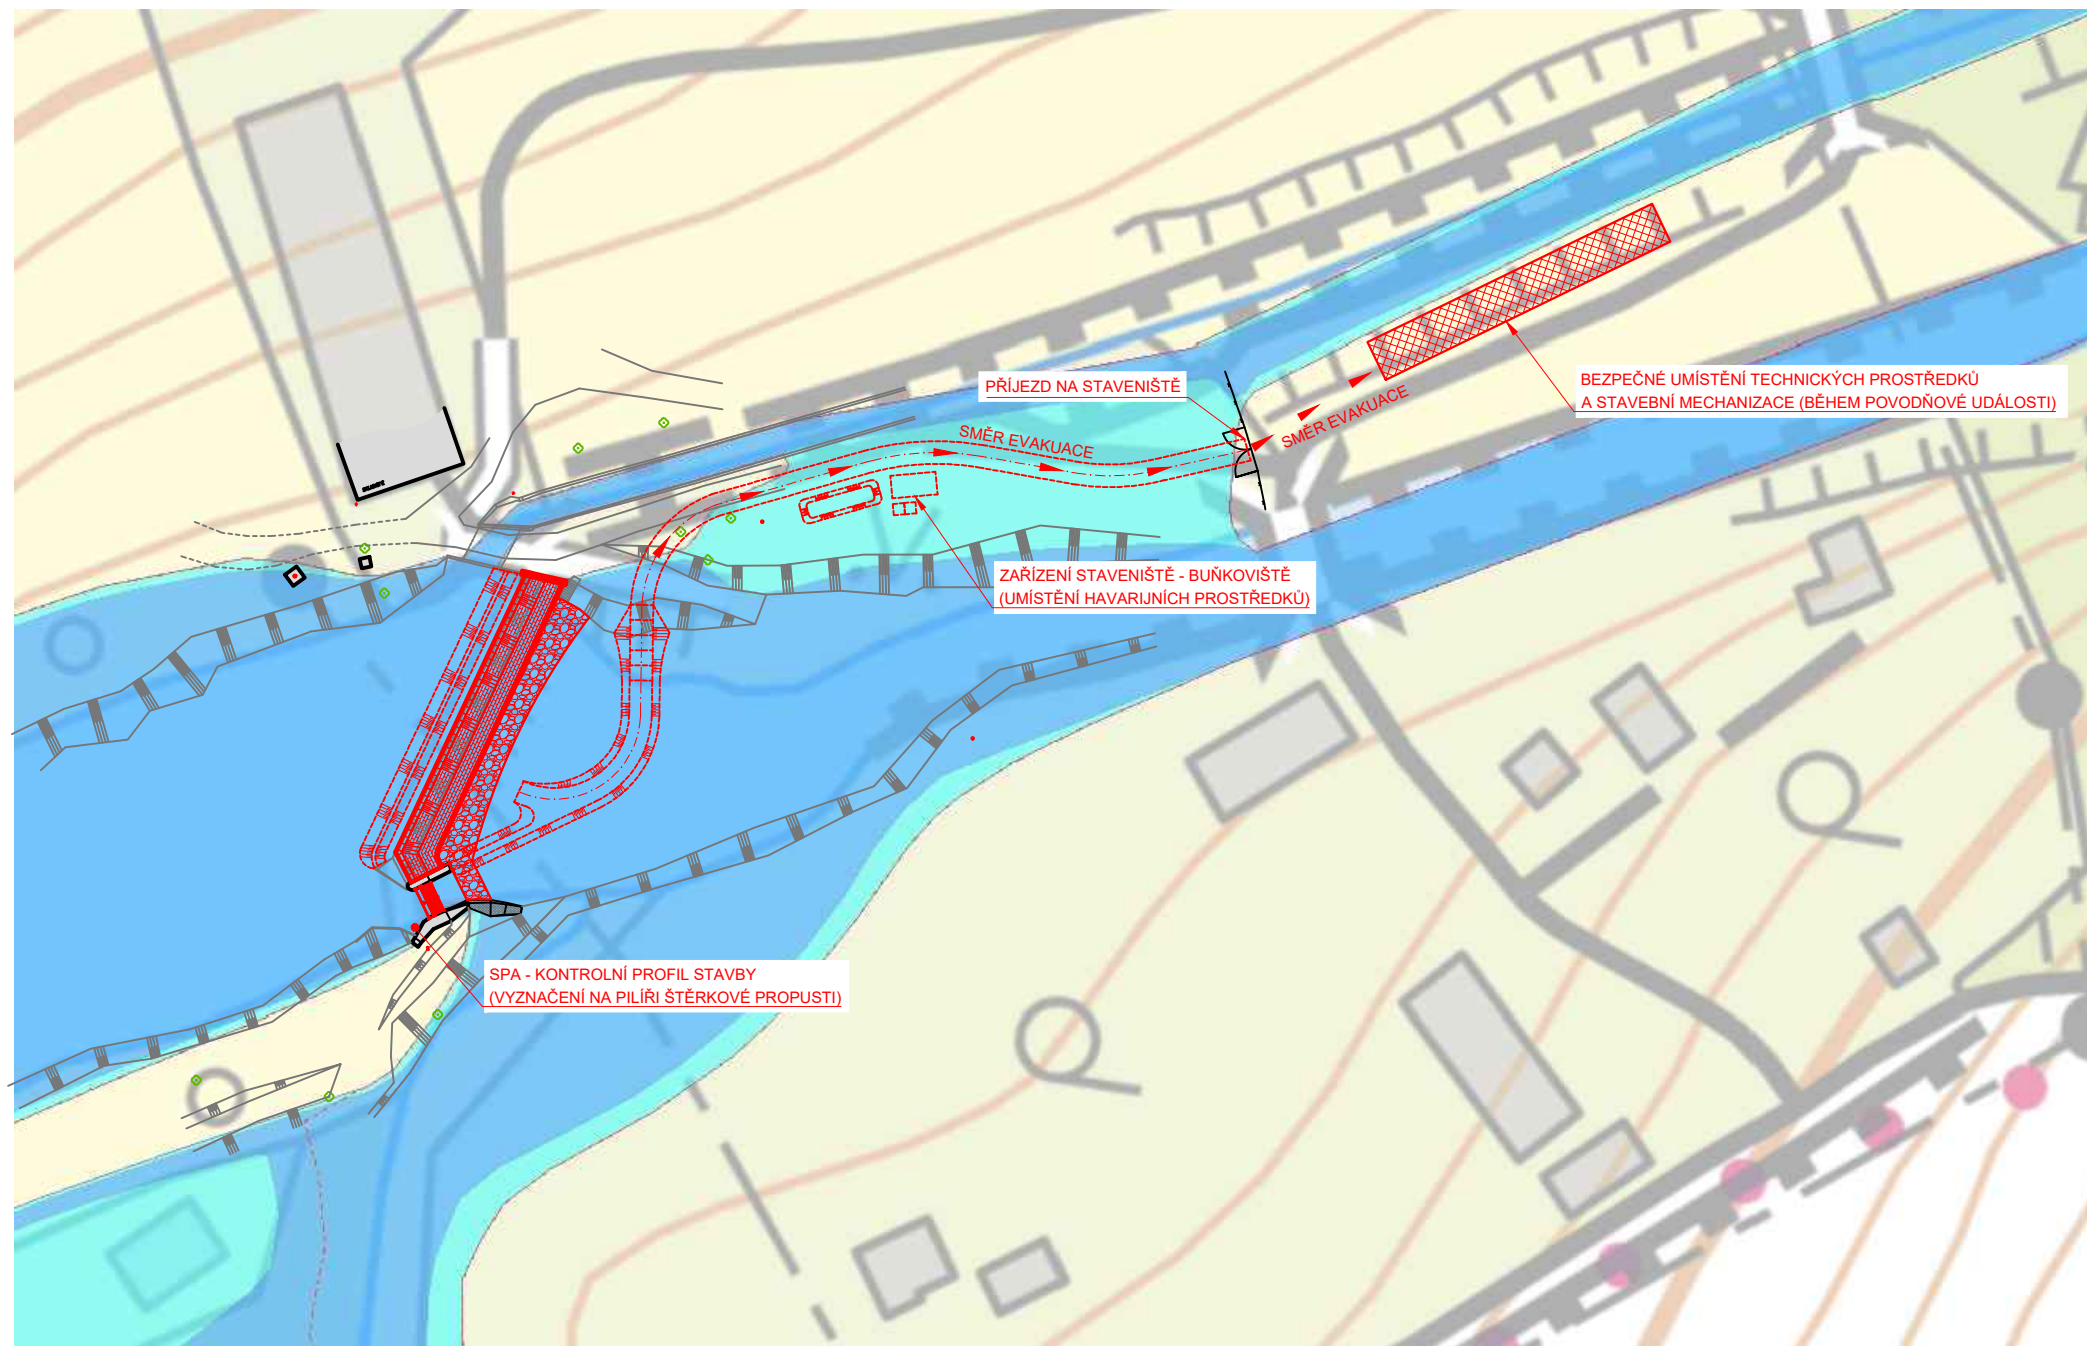 PŘÍJEZD NA STAVENIŠTĚ
BEZPEČNÉ UMÍSTĚNÍ TECHNICKÝCH PROSTŘEDKŮ
A STAVEBNÍ MECHANIZACE (BĚHEM POVODŇOVÉ UDÁLOSTI)
SMĚR EVAKUACE
SMĚR EVAKUACE
ZAŘÍZENÍ STAVENIŠTĚ - BUŇKOVIŠTĚ
(UMÍSTĚNÍ HAVARIJNÍCH PROSTŘEDKŮ)
SPA - KONTROLNÍ PROFIL STAVBY
(VYZNAČENÍ NA PILÍŘI ŠTĚRKOVÉ PROPUSTI)